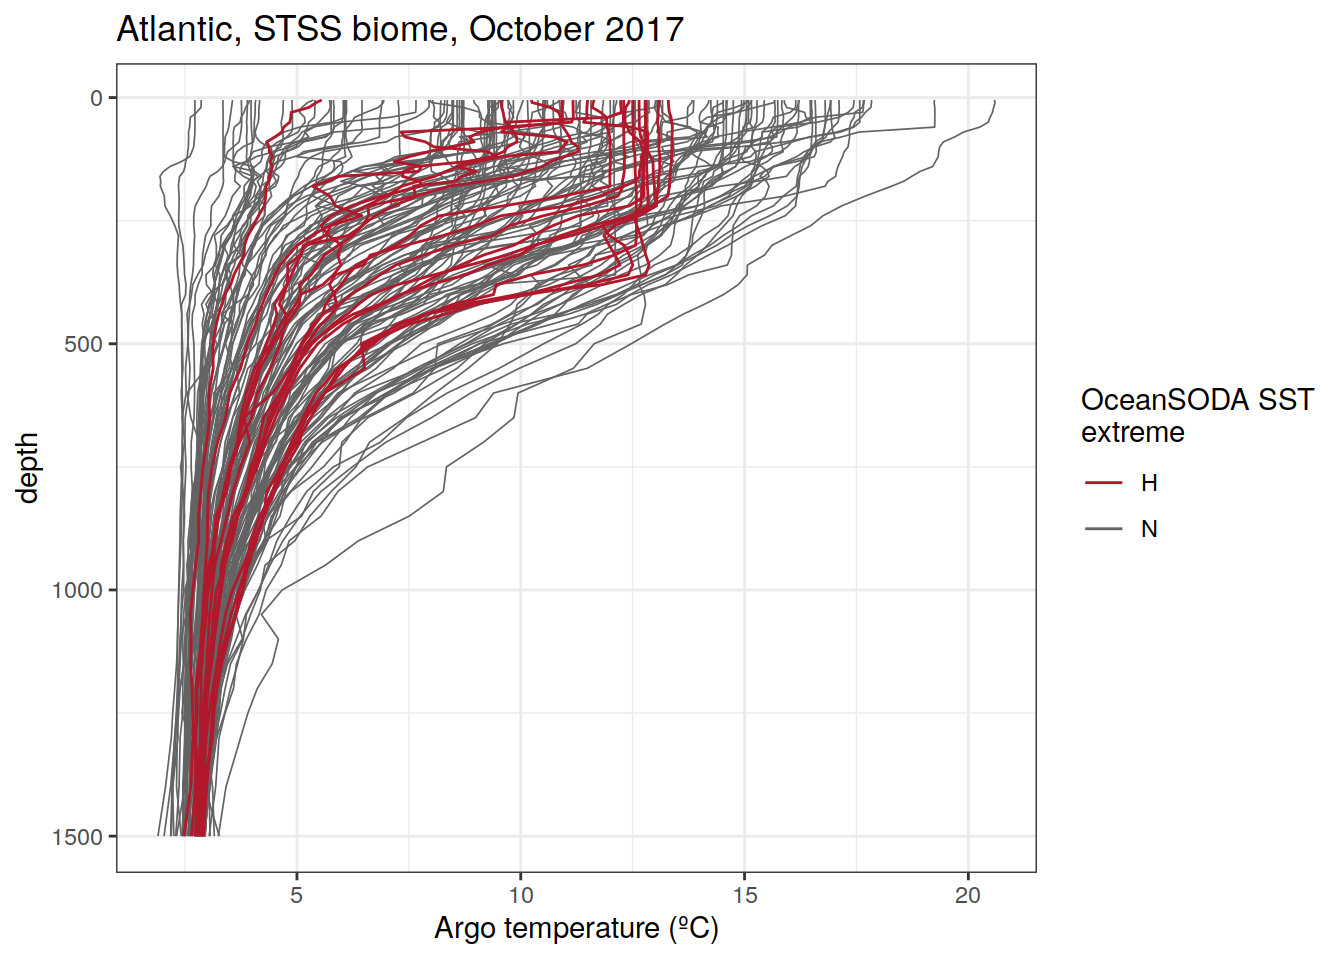 Atlantic, STSS biome, October 2017
0
500
1000
1500
depth
5
10
15
20
Argo temperature (ºC)
OceanSODA SST
extreme
H
N